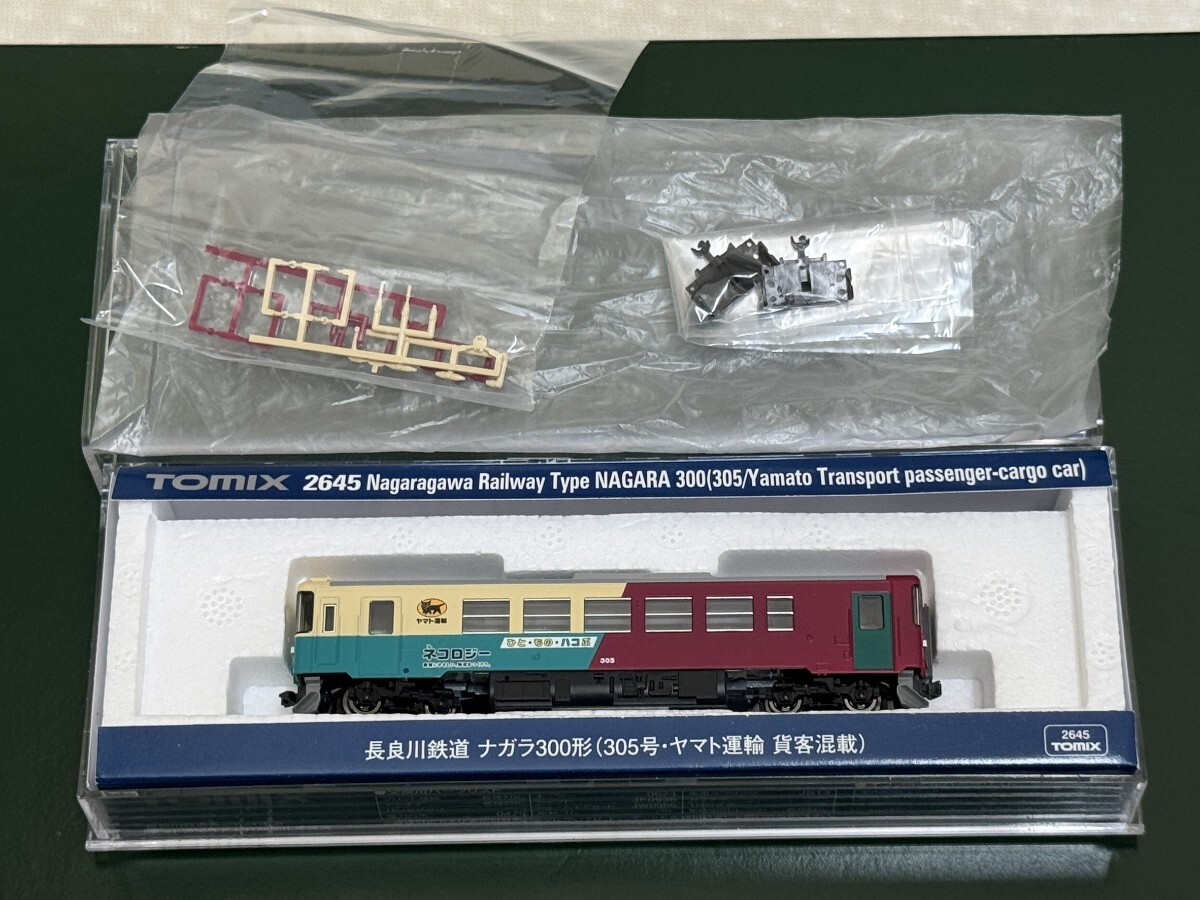 TOMIX 2645 Nagaragawa Railway Type NAGARA 300(305/Yamato Transport passenger-cargo car)
ヤマト運輸
ひと・もの・ハコ
ネコロジー
305
長良川鉄道 ナガラ300形(305号・ヤマト運輸 貨客混載)
2645
TOMIX